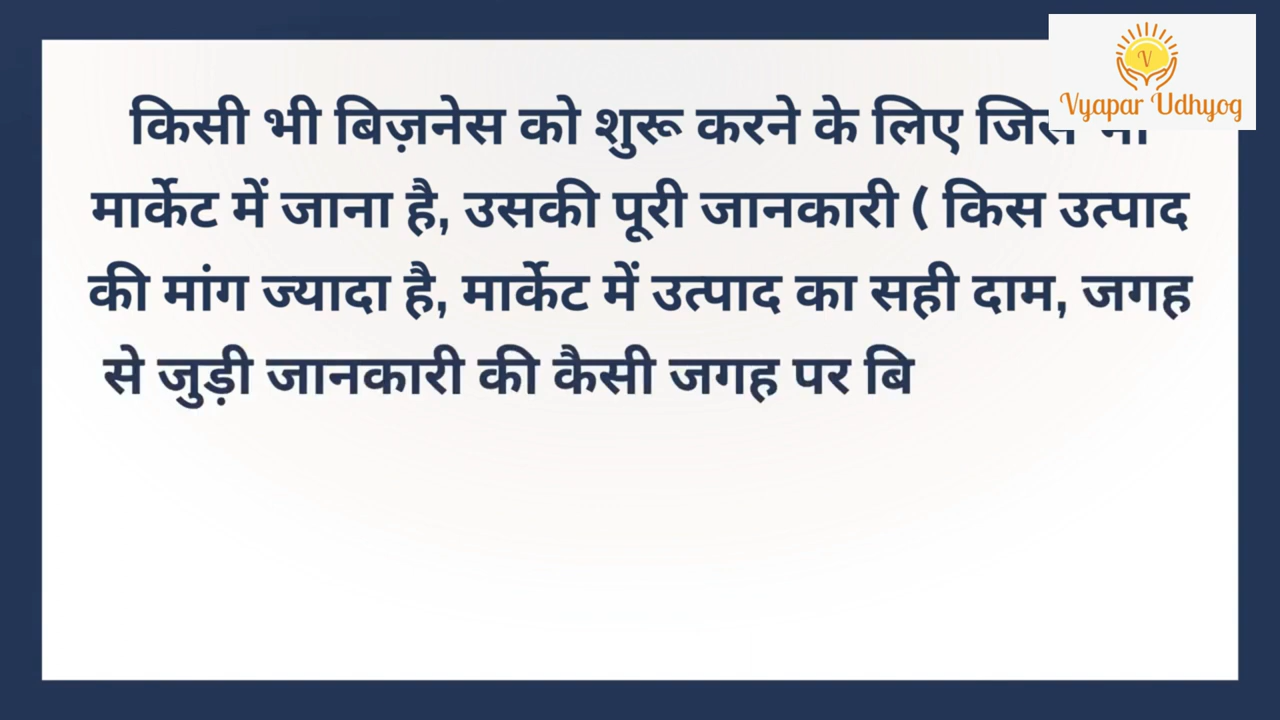 V
Vyapar Udhyog
किसी भी बिज़नेस को शुरू करने के लिए
मार्केट में जाना है, उसकी पूरी जानकारी ( किस उत्पाद
की मांग ज्यादा है, मार्केट में उत्पाद का सही दाम, जगह
से जुड़ी जानकारी की कैसी जगह पर बि